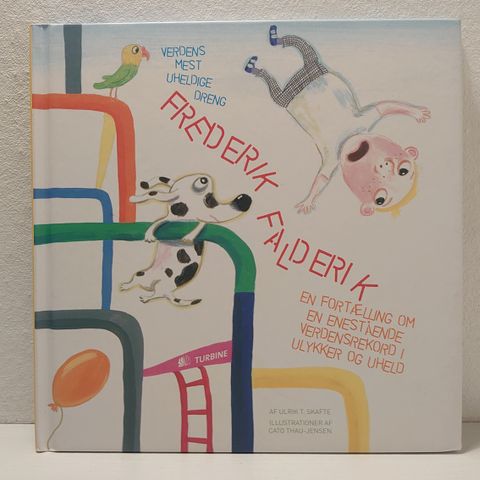 VERDENS
MEST
UHELDIGE
DRENG
FREDERIK
FALDERIK
EN FORTÆLLING OM
EN ENESTÅENDE
VERDENSREKORD I
ULYKKER OG UHELD
TURBINE
AF ULRIK T. SKAFTE
ILLUSTRATIONER AF
CATO THAU-JENSEN